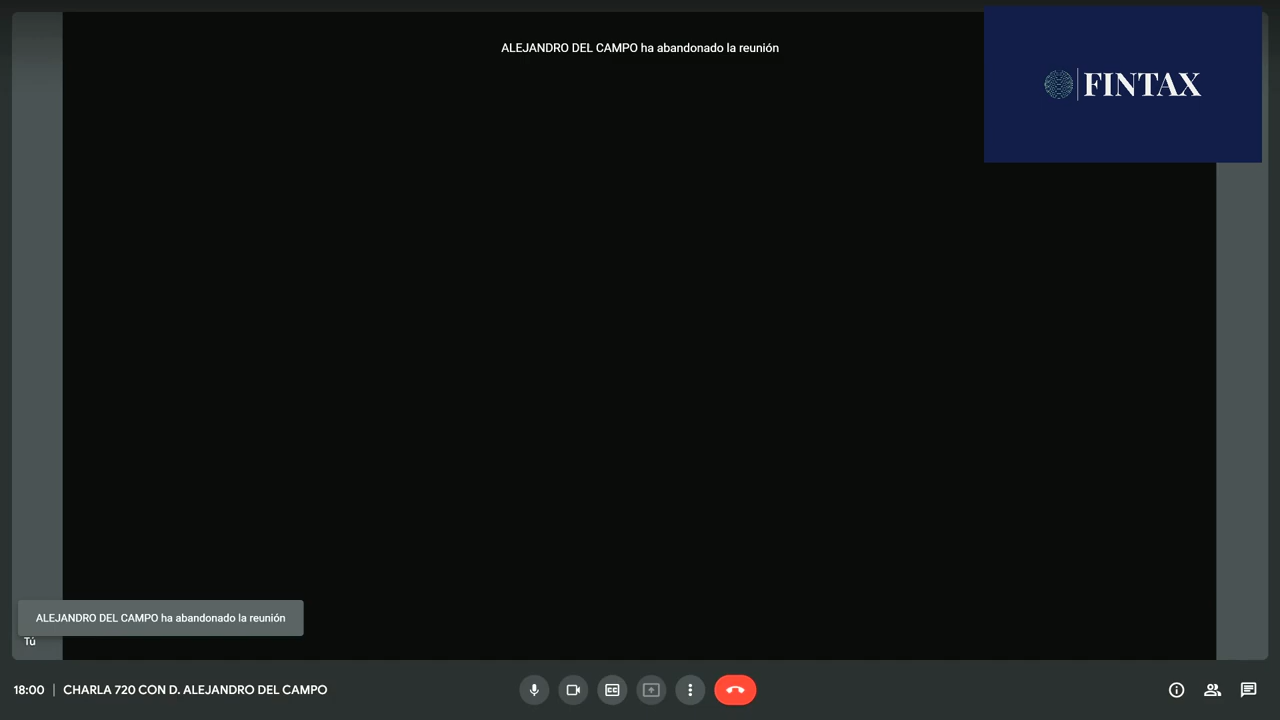 ALEJANDRO DEL CAMPO ha abandonado la reunión
FINTAX
ALEJANDRO DEL CAMPO ha abandonado la reunión
Tú
18:00 | CHARLA 720 CON D. ALEJANDRO DEL CAMPO